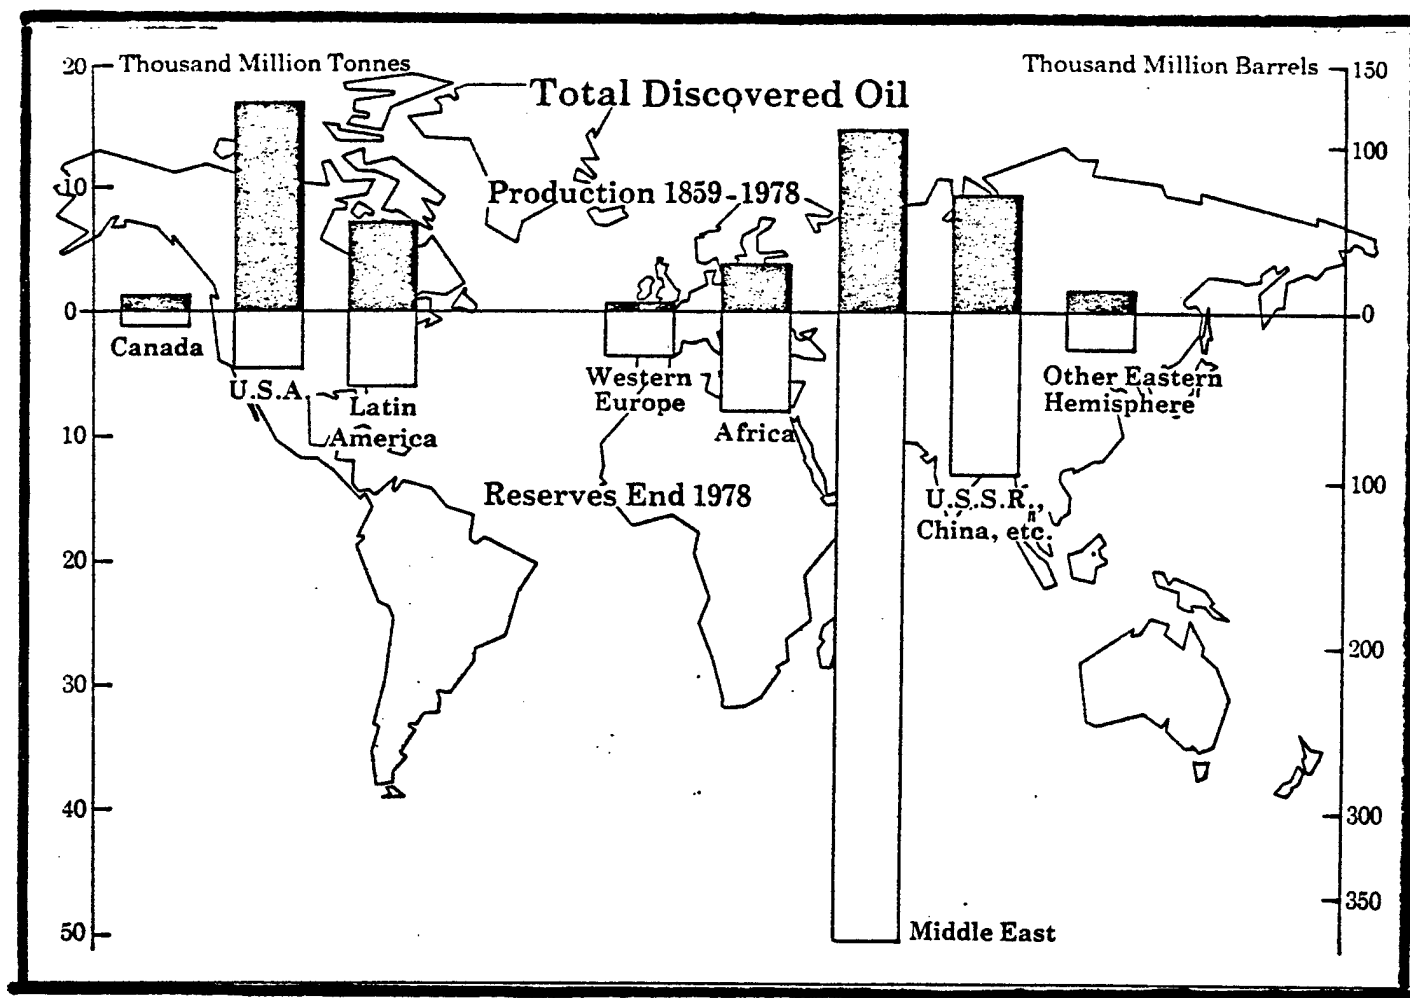 Thousand Million Tonnes
Thousand Million Barrels
Total Discovered Oil
Production 1859-1978
20
10
0
10
20
30
40
50
150
100
0
100
200
300
350
Canada
U.S.A.
Latin
America
Western
Europe
Africa
Other Eastern
Hemisphere
Reserves End 1978
U.S.S.R.,
China, etc.
Middle East